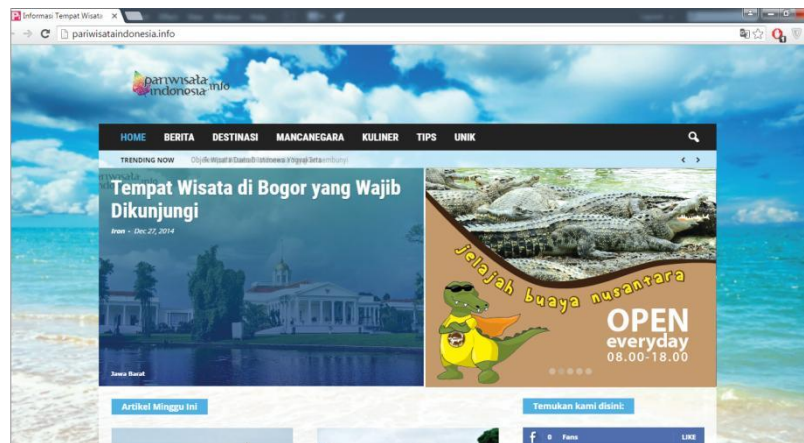 Informasi Tempat Wisata
pariwisataindonesia.info
pariwisata
indonesia
.info
HOME BERITA DESTINASI MANCANEGARA KULINER TIPS UNIK
TRENDING NOW
Tempat Wisata di Bogor yang Wajib
Dikunjungi
Iron - Dec 27, 2014
Jawa Barat
jelajah buaya nusantara
OPEN
everyday
08.00-18.00
Artikel Minggu Ini
Temukan kami disini:
f 0 Fans LIKE